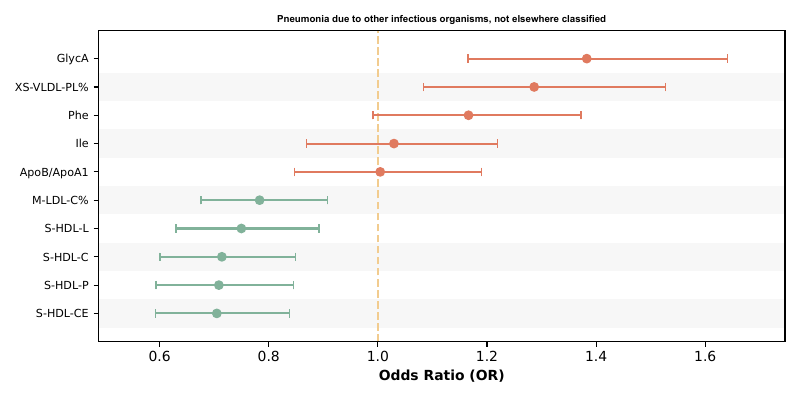 Pneumonia due to other infectious organisms, not elsewhere classified
GlycA
XS-VLDL-PL%
Phe
Ile
ApoB/ApoA1
M-LDL-C%
S-HDL-L
S-HDL-C
S-HDL-P
S-HDL-CE
0.6 0.8 1.0 1.2 1.4 1.6
Odds Ratio (OR)